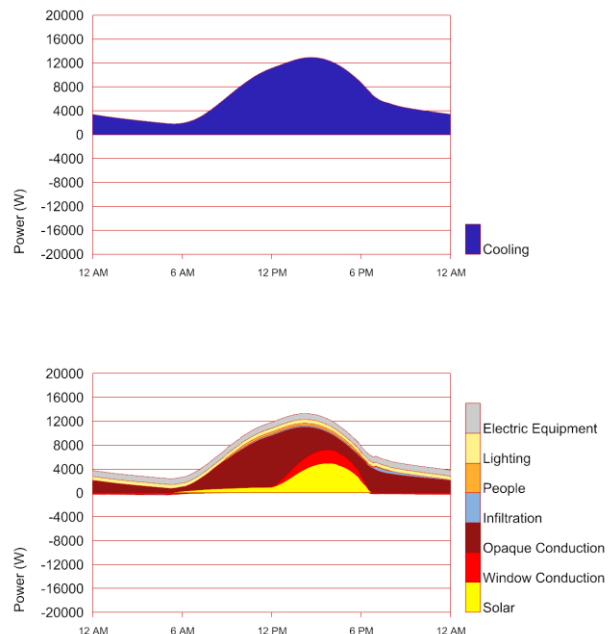 20000
16000
12000
8000
4000
0
-4000
-8000
-12000
-16000
-20000
Power (W)
Cooling
12 AM 6 AM 12 PM 6 PM 12 AM
20000
16000
12000
8000
4000
0
-4000
-8000
-12000
-16000
-20000
Power (W)
Electric Equipment
Lighting
People
Infiltration
Opaque Conduction
Window Conduction
Solar
12 AM 6 AM 12 PM 6 PM 12 AM